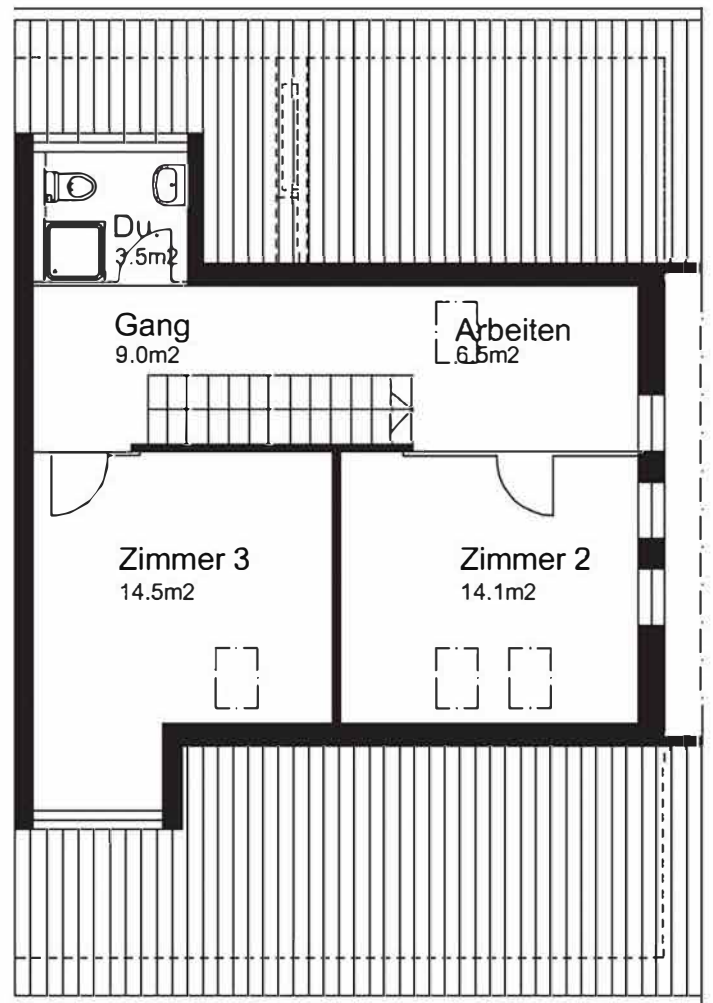 Du
3.5m2
Gang
9.0m2
Arbeiten
6.5m2
Zimmer 3
14.5m2
Zimmer 2
14.1m2